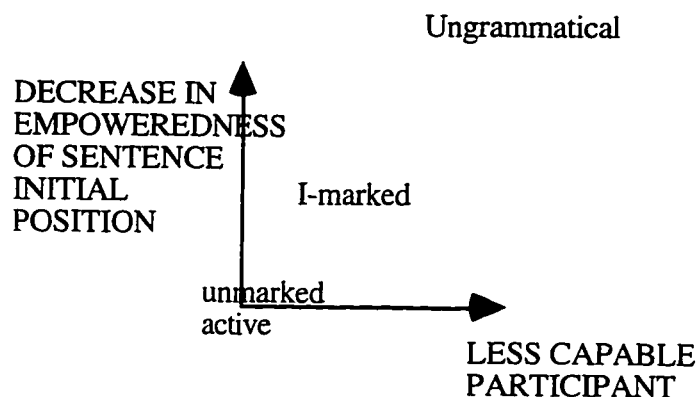 Ungrammatical
DECREASE IN
EMPOWEREDNESS
OF SENTENCE
INITIAL
POSITION
I-marked
unmarked
active
LESS CAPABLE
PARTICIPANT